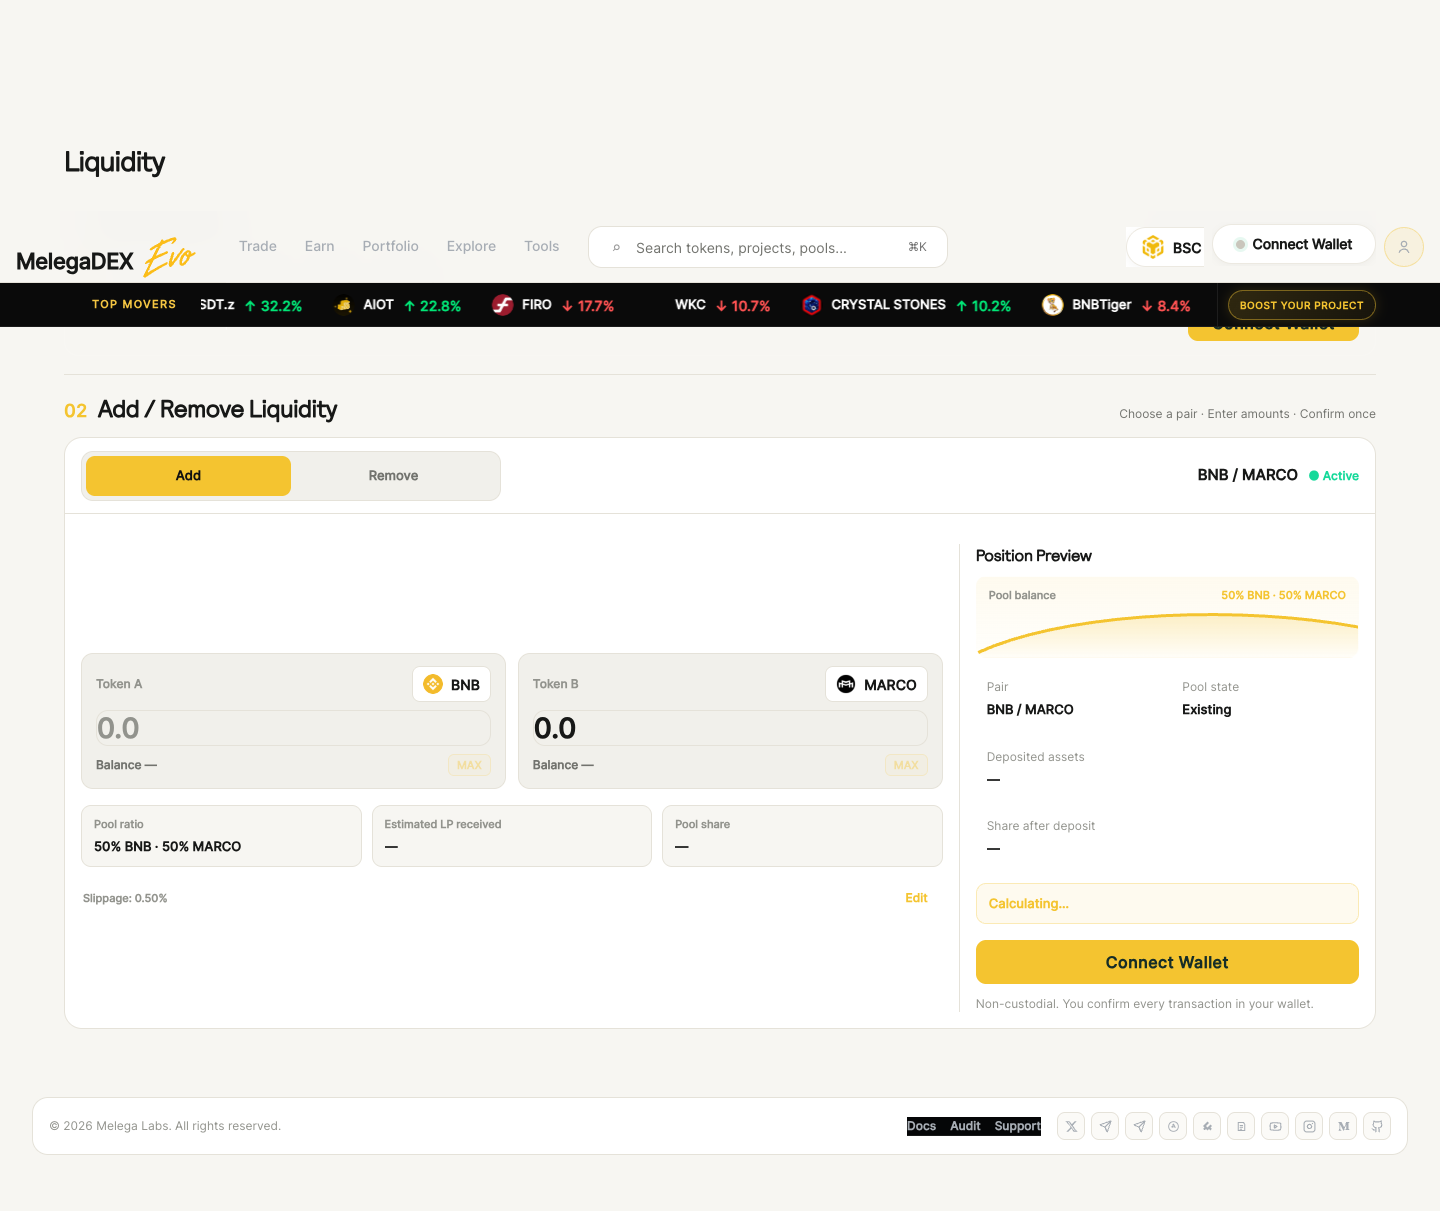 Liquidity
MelegaDEX Evo
Trade Earn Portfolio Explore Tools
Search tokens, projects, pools... ⌘K
BSC
Connect Wallet
TOP MOVERS
SDT.z ↑ 32.2% AIOT ↑ 22.8% FIRO ↓ 17.7% WKC ↓ 10.7% CRYSTAL STONES ↑ 10.2% BNBTiger ↓ 8.4%
BOOST YOUR PROJECT
Connect Wallet
02 Add / Remove Liquidity
Choose a pair · Enter amounts · Confirm once
Add Remove
BNB / MARCO Active
Token A BNB
0.0
Balance — MAX
Token B MARCO
0.0
Balance — MAX
Pool ratio
50% BNB · 50% MARCO
Estimated LP received
—
Pool share
—
Slippage: 0.50% Edit
Position Preview
Pool balance 50% BNB · 50% MARCO
Pair
BNB / MARCO
Pool state
Existing
Deposited assets
—
Share after deposit
—
Calculating...
Connect Wallet
Non-custodial. You confirm every transaction in your wallet.
© 2026 Melega Labs. All rights reserved.
Docs Audit Support